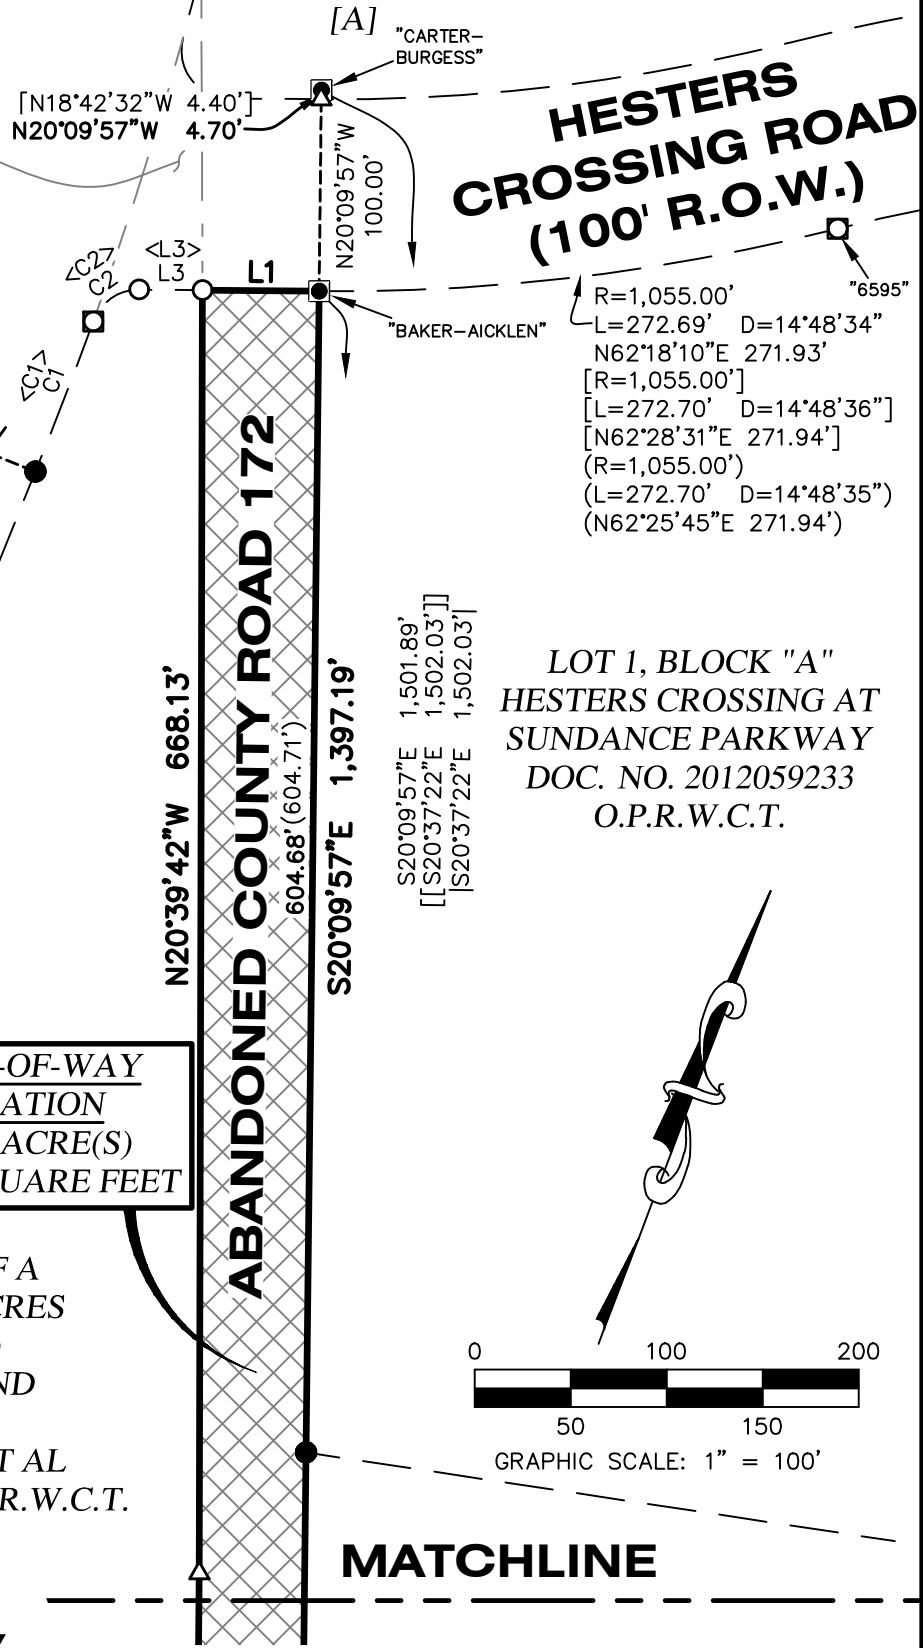 [A]
"CARTER-
BURGESS"
[N18°42'32"W 4.40']
N20°09'57"W 4.70'
N20°09'57"W
100.00'
HESTERS
CROSSING ROAD
(100' R.O.W.)
"6595"
<C2>
C2
<L3>
L3
L1
"BAKER-AICKLEN"
<C1>
C1
R=1,055.00'
L=272.69' D=14°48'34"
N62°18'10"E 271.93'
[R=1,055.00']
[L=272.70' D=14°48'36"]
[N62°28'31"E 271.94']
(R=1,055.00')
(L=272.70' D=14°48'35")
(N62°25'45"E 271.94')
N20°39'42"W 668.13'
ABANDONED COUNTY ROAD 172
604.68'(604.71')
S20°09'57"E 1,397.19'
S20°09'57"E 1,501.89'
[[S20°37'22"E 1,502.03']]
|S20°37'22"E 1,502.03'|
LOT 1, BLOCK "A"
HESTERS CROSSING AT
SUNDANCE PARKWAY
DOC. NO. 2012059233
O.P.R.W.C.T.
-OF-WAY
ATION
ACRE(S)
UARE FEET
F A
CRES
ND
T AL
R.W.C.T.
0 100 200
50 150
GRAPHIC SCALE: 1" = 100'
MATCHLINE